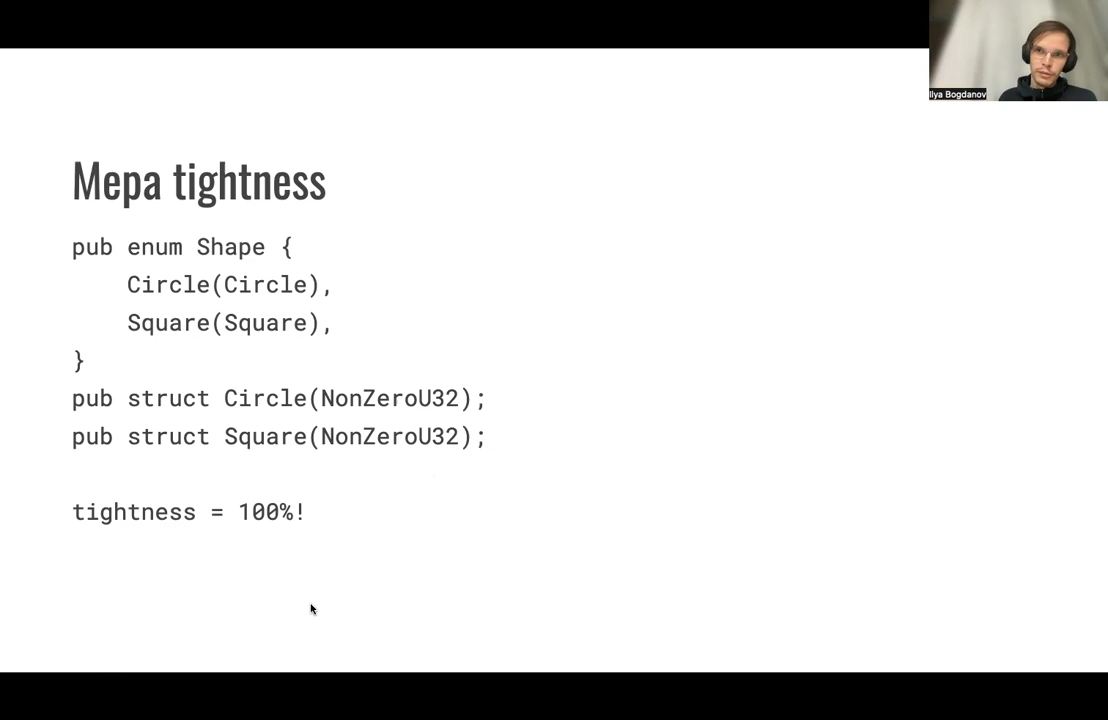 Ilya Bogdanov
Мера tightness
pub enum Shape {
    Circle(Circle),
    Square(Square),
}
pub struct Circle(NonZeroU32);
pub struct Square(NonZeroU32);
tightness = 100%!